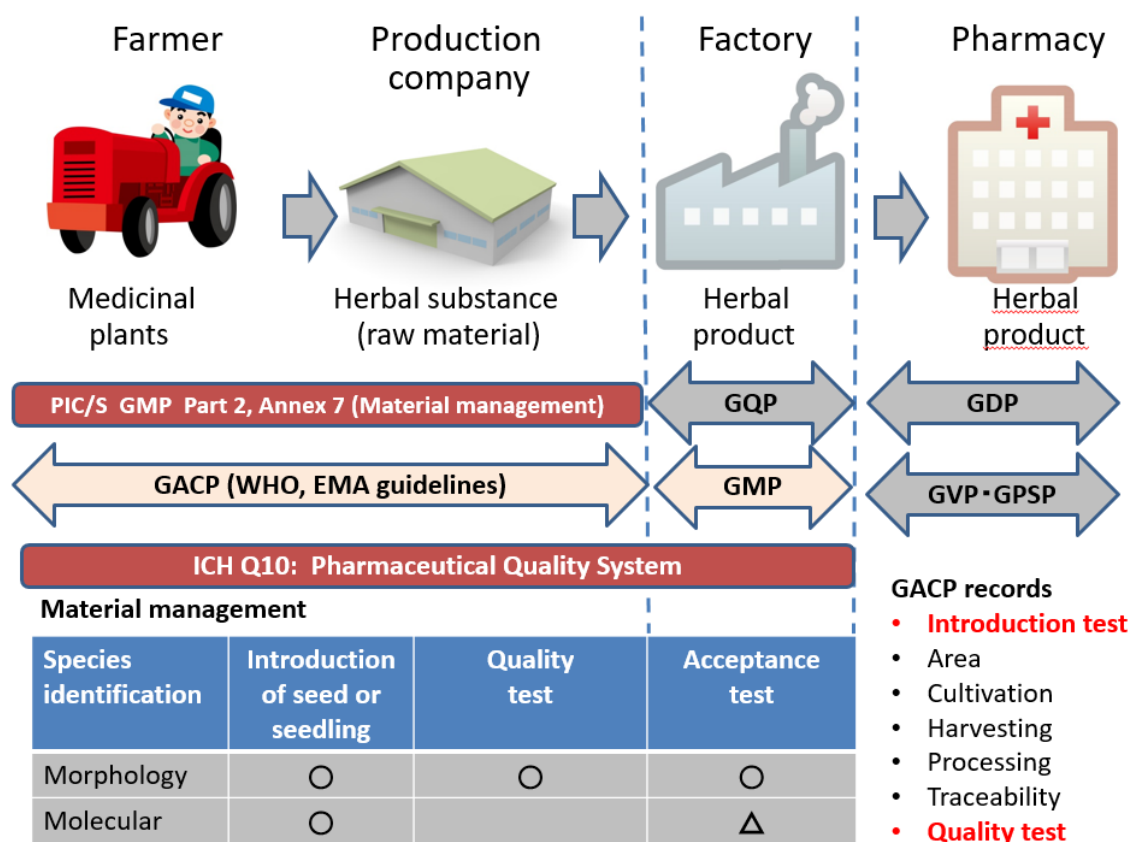 Farmer
Production
company
Factory
Pharmacy
Medicinal
plants
Herbal substance
(raw material)
Herbal
product
Herbal
product
PIC/S GMP Part 2, Annex 7 (Material management)
GQP
GDP
GACP (WHO, EMA guidelines)
GMP
GVP・GPSP
ICH Q10: Pharmaceutical Quality System
Material management
Species
identification
Introduction
of seed or
seedling
Quality
test
Acceptance
test
Morphology ○ ○ ○
Molecular ○ △
GACP records
• Introduction test
• Area
• Cultivation
• Harvesting
• Processing
• Traceability
• Quality test